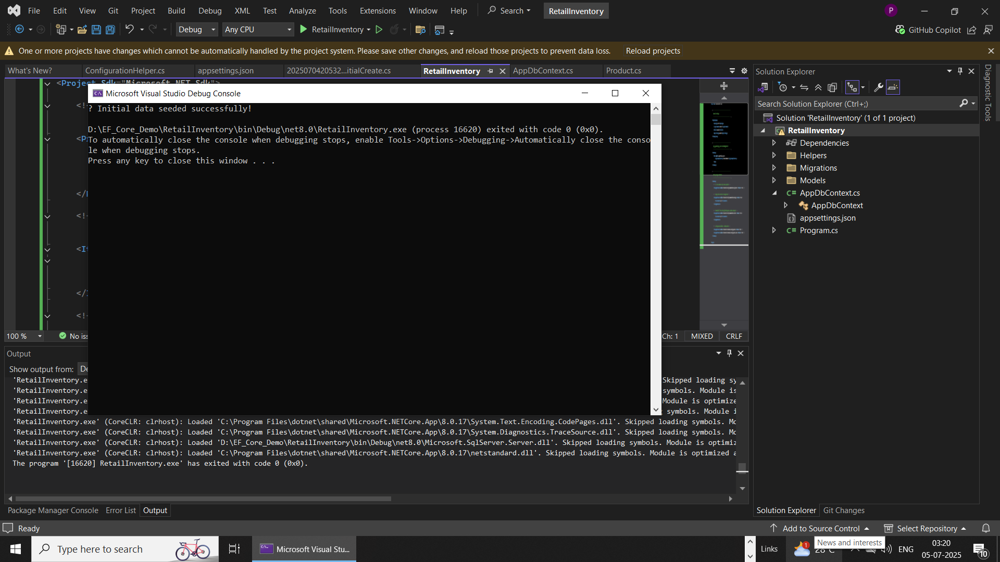 File Edit View Git Project Build Debug XML Test Analyze Tools Extensions Window Help Search RetailInventory P
Debug Any CPU RetailInventory GitHub Copilot
One or more projects have changes which cannot be automatically handled by the project system. Please save other changes, and reload those projects to prevent data loss. Reload projects
What's New? ConfigurationHelper.cs appsettings.json 2025070420532...itialCreate.cs RetailInventory AppDbContext.cs Product.cs
<Project Sdk="Microsoft.NET.Sdk">
Microsoft Visual Studio Debug Console
? Initial data seeded successfully!
D:\EF_Core_Demo\RetailInventory\bin\Debug\net8.0\RetailInventory.exe (process 16620) exited with code 0 (0x0).
To automatically close the console when debugging stops, enable Tools->Options->Debugging->Automatically close the conso
le when debugging stops.
Press any key to close this window . . .
<!-
<P
</
<!-
<I
</
<!-
100 % No iss
Ch: 1 MIXED CRLF
Output
Show output from: De
'RetailInventory.e Skipped loading sy
'RetailInventory.e symbols. Module is
'RetailInventory.e Module is optimize
'RetailInventory.e symbols. Module i
'RetailInventory.exe' (CoreCLR: clrhost): Loaded 'C:\Program Files\dotnet\shared\Microsoft.NETCore.App\8.0.17\System.Text.Encoding.CodePages.dll'. Skipped loading symbols. Mo
'RetailInventory.exe' (CoreCLR: clrhost): Loaded 'C:\Program Files\dotnet\shared\Microsoft.NETCore.App\8.0.17\System.Diagnostics.TraceSource.dll'. Skipped loading symbols. Mo
'RetailInventory.exe' (CoreCLR: clrhost): Loaded 'D:\EF_Core_Demo\RetailInventory\bin\Debug\net8.0\Microsoft.SqlServer.Server.dll'. Skipped loading symbols. Module is optimiz
'RetailInventory.exe' (CoreCLR: clrhost): Loaded 'C:\Program Files\dotnet\shared\Microsoft.NETCore.App\8.0.17\netstandard.dll'. Skipped loading symbols. Module is optimized a
The program '[16620] RetailInventory.exe' has exited with code 0 (0x0).
Package Manager Console Error List Output
Solution Explorer
Search Solution Explorer (Ctrl+;)
Solution 'RetailInventory' (1 of 1 project)
RetailInventory
Dependencies
Helpers
Migrations
Models
C# AppDbContext.cs
AppDbContext
appsettings.json
C# Program.cs
Solution Explorer Git Changes
Diagnostic Tools
Ready Add to Source Control Select Repository
Type here to search Microsoft Visual Stu... Links 1 28°C ENG 03:20
05-07-2025 10
News and interests